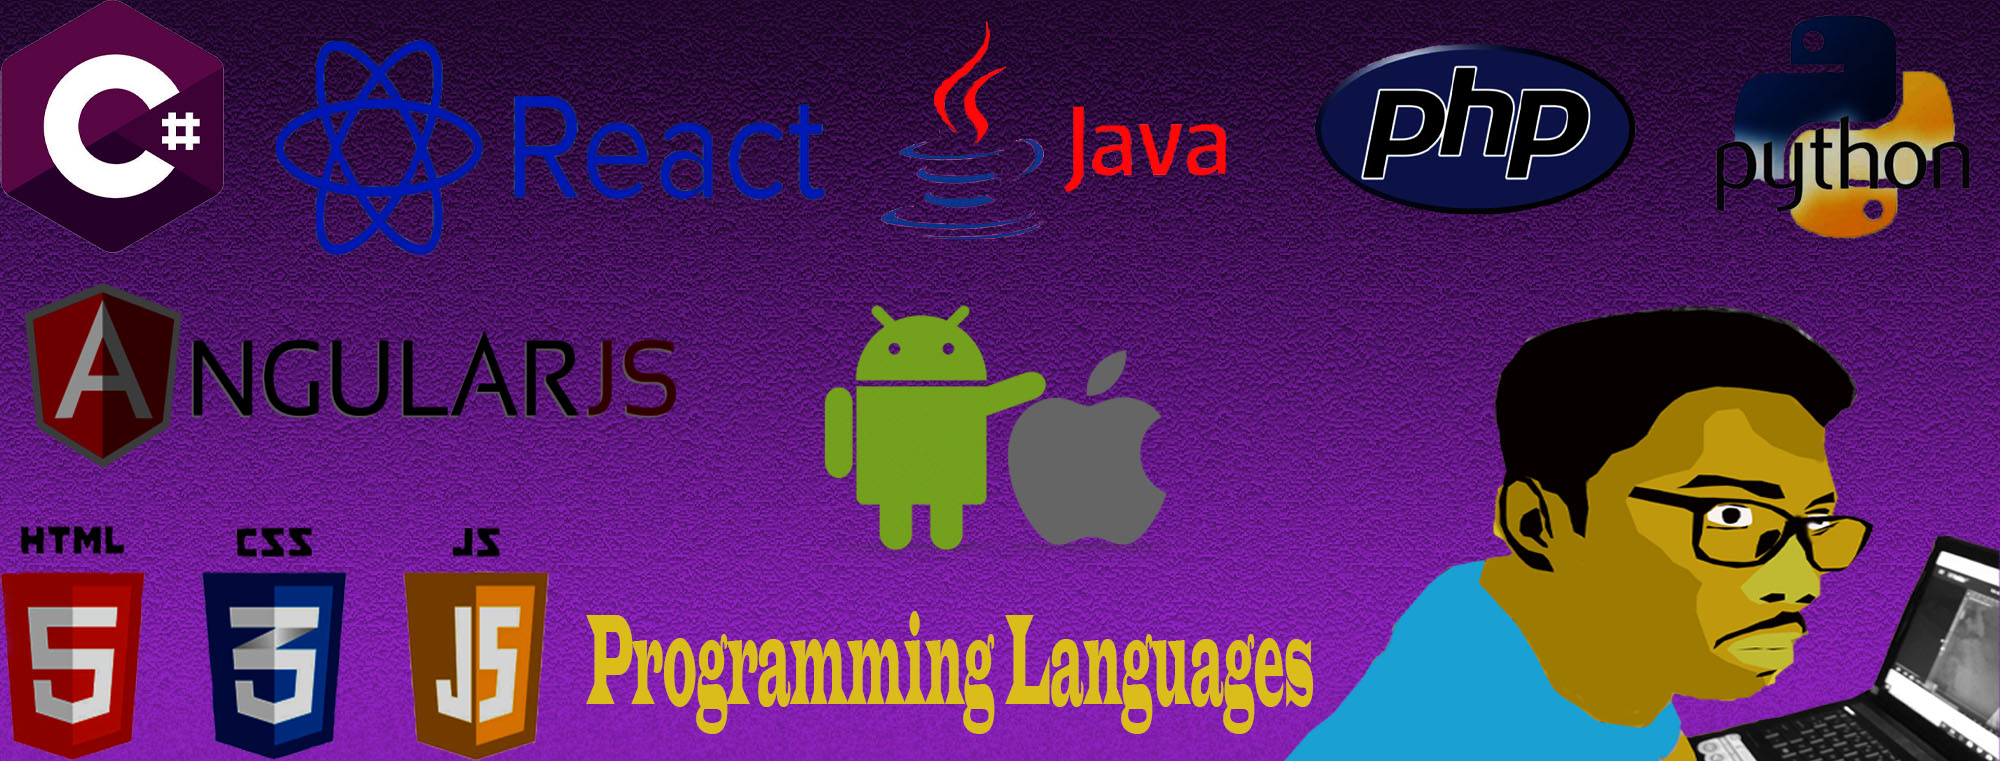 C#
React
Java
php
python
ANGULARJS
HTML
CSS
JS
5
3
JS
Programming Languages